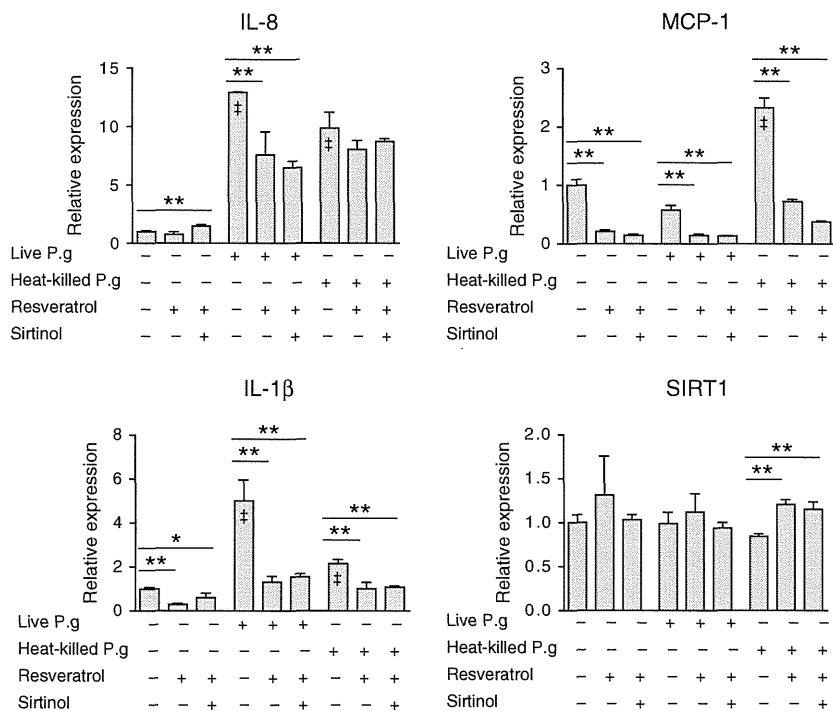 IL-8
Relative expression
15
10
5
0
** ** ** ‡ ‡
Live P.g − − − + + + − − −
Heat-killed P.g − − − − − − + + +
Resveratrol − + + − + + − + +
Sirtinol − − + − − + − − +
MCP-1
Relative expression
3
2
1
0
** ** ** ** ** ** ‡
Live P.g − − − + + + − − −
Heat-killed P.g − − − − − − + + +
Resveratrol − + + − + + − + +
Sirtinol − − + − − + − − +
IL-1β
Relative expression
8
6
4
2
0
* ** ** ** ** ** ‡ ‡
Live P.g − − − + + + − − −
Heat-killed P.g − − − − − − + + +
Resveratrol − + + − + + − + +
Sirtinol − − + − − + − − +
SIRT1
Relative expression
2.0
1.5
1.0
0.5
0.0
** **
Live P.g − − − + + + − − −
Heat-killed P.g − − − − − − + + +
Resveratrol − + + − + + − + +
Sirtinol − − + − − + − − +